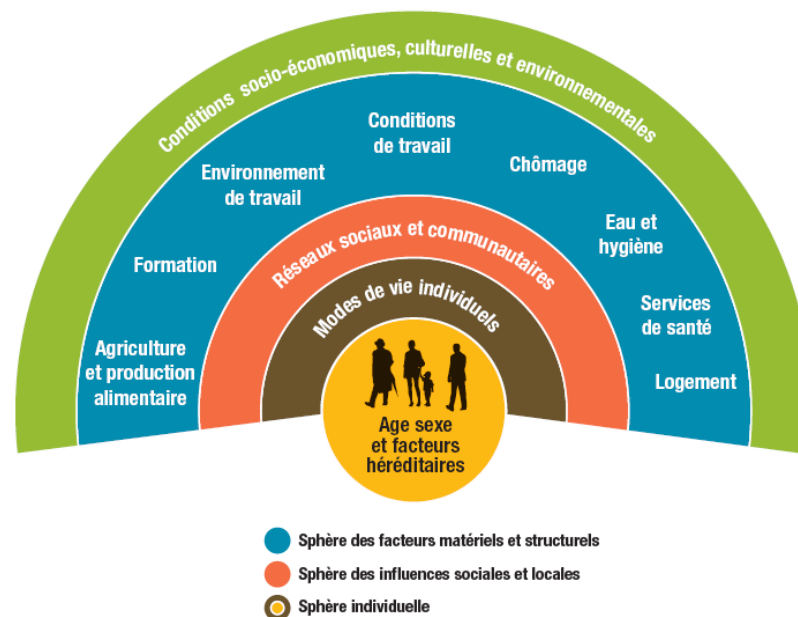 Conditions socio-économiques, culturelles et environnementales
Conditions
de travail
Environnement
de travail
Chômage
Formation
Eau et
hygiène
Agriculture
et production
alimentaire
Services
de santé
Logement
Réseaux sociaux et communautaires
Modes de vie individuels
Age sexe
et facteurs
héréditaires
Sphère des facteurs matériels et structurels
Sphère des influences sociales et locales
Sphère individuelle